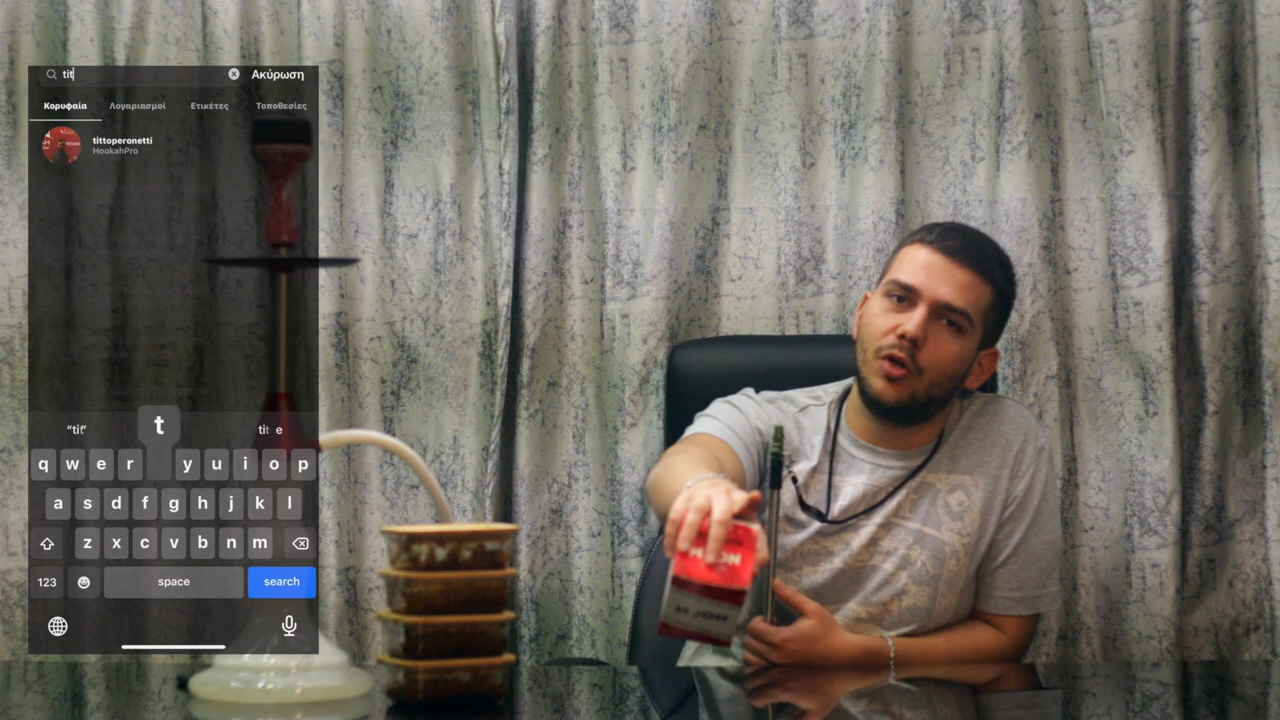 tit
Ακύρωση
Κορυφαία Λογαριασμοί Ετικέτες Τοποθεσίες
tittoperonetti
HookahPro
“tit” t tit e
q w e r y u i o p
a s d f g h j k l
z x c v b n m
123 space search